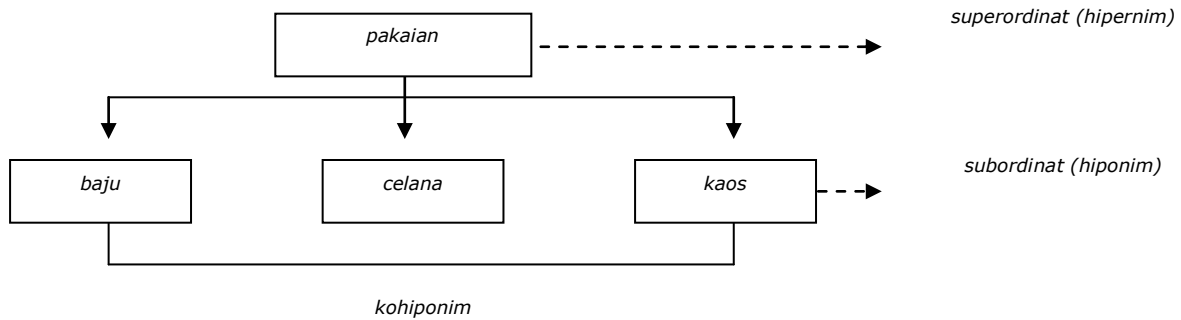 superordinat (hipernim)
pakaian
baju
celana
kaos
subordinat (hiponim)
kohiponim